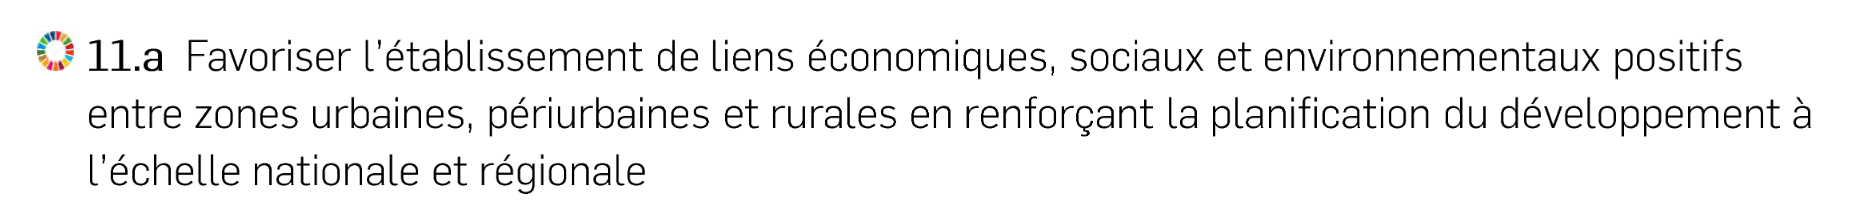 11.a Favoriser l’établissement de liens économiques, sociaux et environnementaux positifs
entre zones urbaines, périurbaines et rurales en renforçant la planification du développement à
l’échelle nationale et régionale